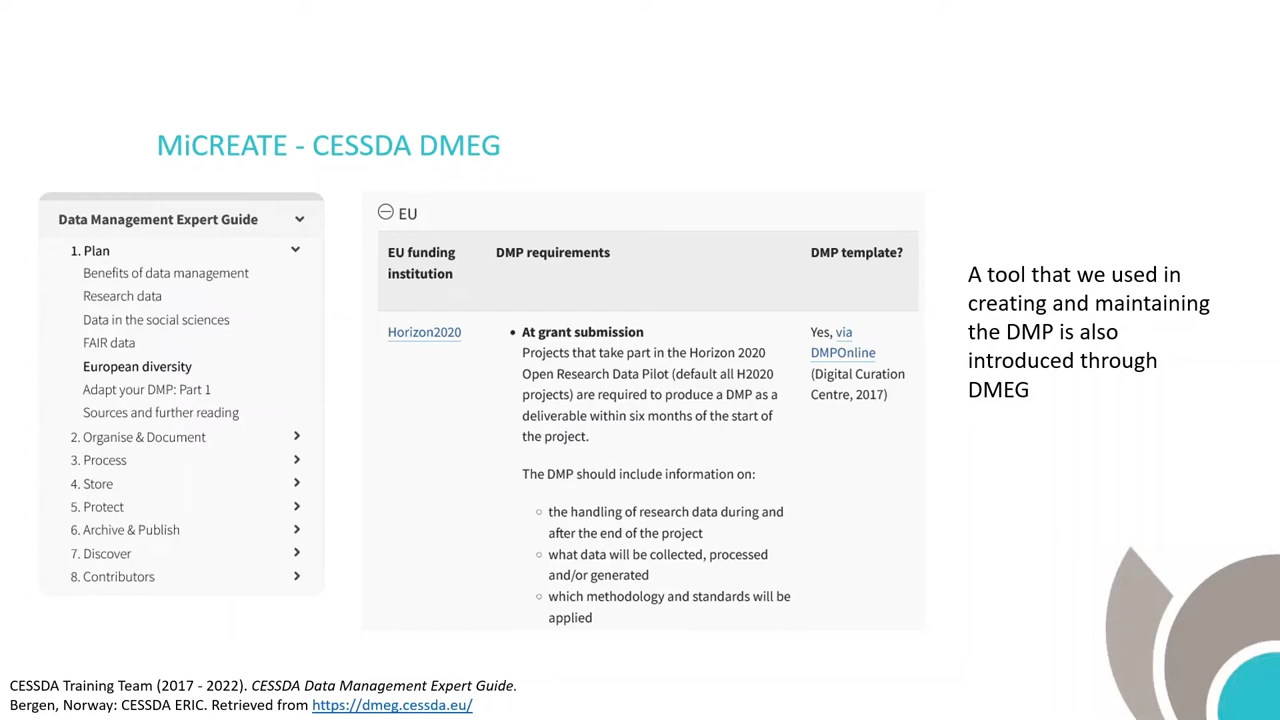 MiCREATE - CESSDA DMEG
Data Management Expert Guide
1. Plan
Benefits of data management
Research data
Data in the social sciences
FAIR data
European diversity
Adapt your DMP: Part 1
Sources and further reading
2. Organise & Document
3. Process
4. Store
5. Protect
6. Archive & Publish
7. Discover
8. Contributors
EU
EU funding
institution
DMP requirements
DMP template?
Horizon2020
• At grant submission
Projects that take part in the Horizon 2020
Open Research Data Pilot (default all H2020
projects) are required to produce a DMP as a
deliverable within six months of the start of
the project.
The DMP should include information on:
○ the handling of research data during and
after the end of the project
○ what data will be collected, processed
and/or generated
○ which methodology and standards will be
applied
Yes, via
DMPOnline
(Digital Curation
Centre, 2017)
A tool that we used in
creating and maintaining
the DMP is also
introduced through
DMEG
CESSDA Training Team (2017 - 2022). CESSDA Data Management Expert Guide.
Bergen, Norway: CESSDA ERIC. Retrieved from https://dmeg.cessda.eu/